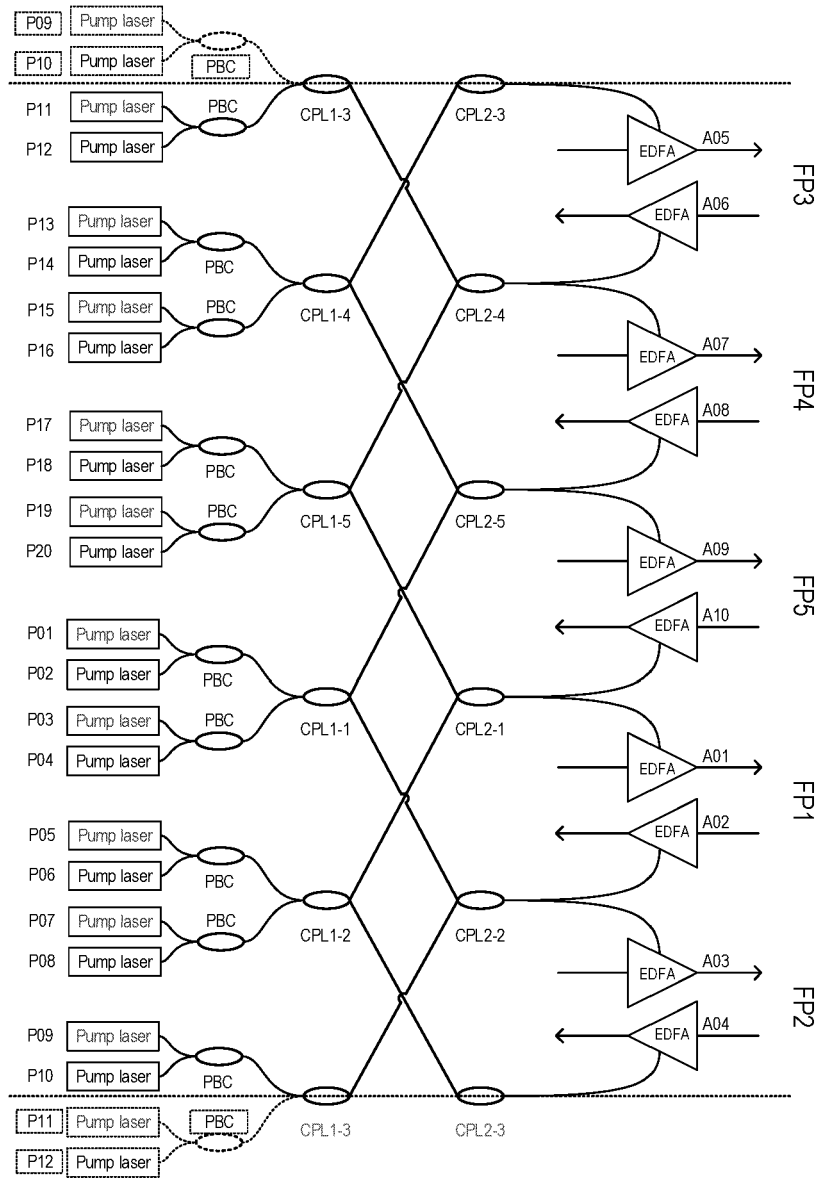 P09 Pump laser
P10 Pump laser
PBC
P11 Pump laser
PBC
P12 Pump laser
CPL1-3
CPL2-3
EDFA
A05
FP3
A06
EDFA
P13 Pump laser
P14 Pump laser
PBC
P15 Pump laser
PBC
P16 Pump laser
CPL1-4
CPL2-4
EDFA
A07
FP4
A08
EDFA
P17 Pump laser
P18 Pump laser
PBC
P19 Pump laser
PBC
P20 Pump laser
CPL1-5
CPL2-5
EDFA
A09
FP5
A10
EDFA
P01 Pump laser
P02 Pump laser
PBC
P03 Pump laser
PBC
P04 Pump laser
CPL1-1
CPL2-1
EDFA
A01
FP1
A02
EDFA
P05 Pump laser
P06 Pump laser
PBC
P07 Pump laser
PBC
P08 Pump laser
CPL1-2
CPL2-2
EDFA
A03
FP2
A04
EDFA
P09 Pump laser
P10 Pump laser
PBC
P11 Pump laser
PBC
P12 Pump laser
CPL1-3
CPL2-3